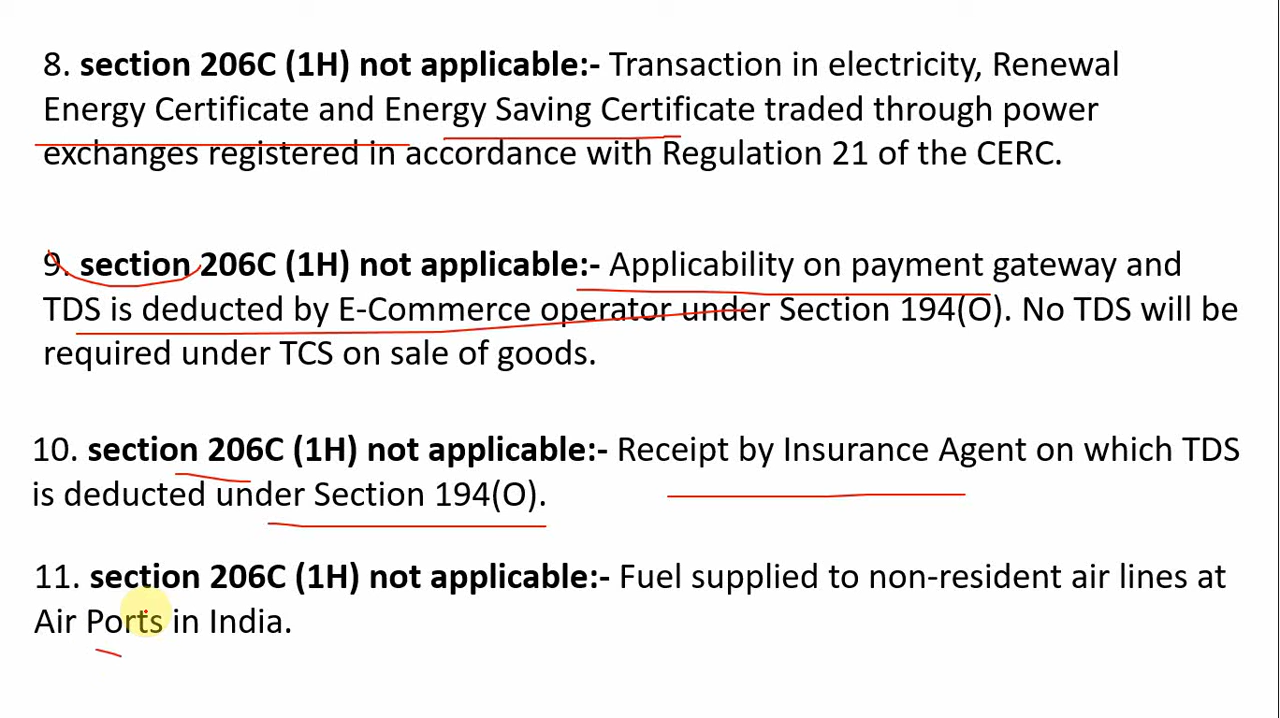 8. section 206C (1H) not applicable:- Transaction in electricity, Renewal
Energy Certificate and Energy Saving Certificate traded through power
exchanges registered in accordance with Regulation 21 of the CERC.
9. section 206C (1H) not applicable:- Applicability on payment gateway and
TDS is deducted by E-Commerce operator under Section 194(O). No TDS will be
required under TCS on sale of goods.
10. section 206C (1H) not applicable:- Receipt by Insurance Agent on which TDS
is deducted under Section 194(O).
11. section 206C (1H) not applicable:- Fuel supplied to non-resident air lines at
Air Ports in India.